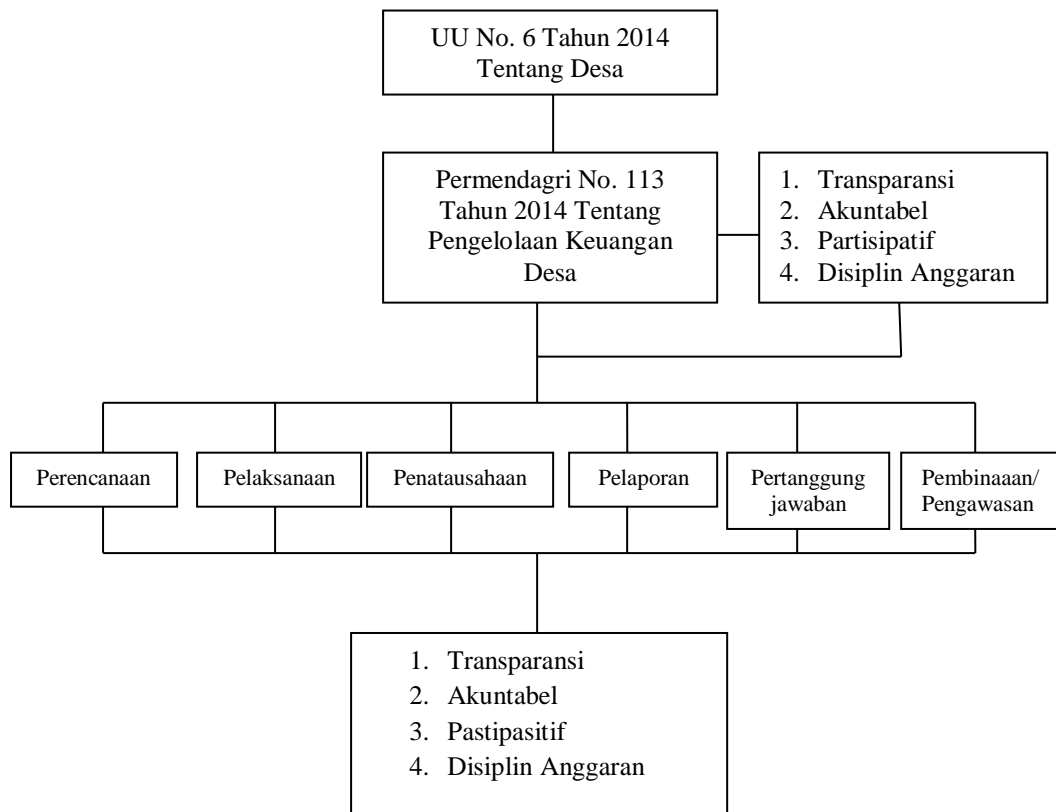 UU No. 6 Tahun 2014
Tentang Desa
Permendagri No. 113
Tahun 2014 Tentang
Pengelolaan Keuangan
Desa
1. Transparansi
2. Akuntabel
3. Partisipatif
4. Disiplin Anggaran
Perencanaan
Pelaksanaan
Penatausahaan
Pelaporan
Pertanggung
jawaban
Pembinaaan/
Pengawasan
1. Transparansi
2. Akuntabel
3. Pastipasitif
4. Disiplin Anggaran